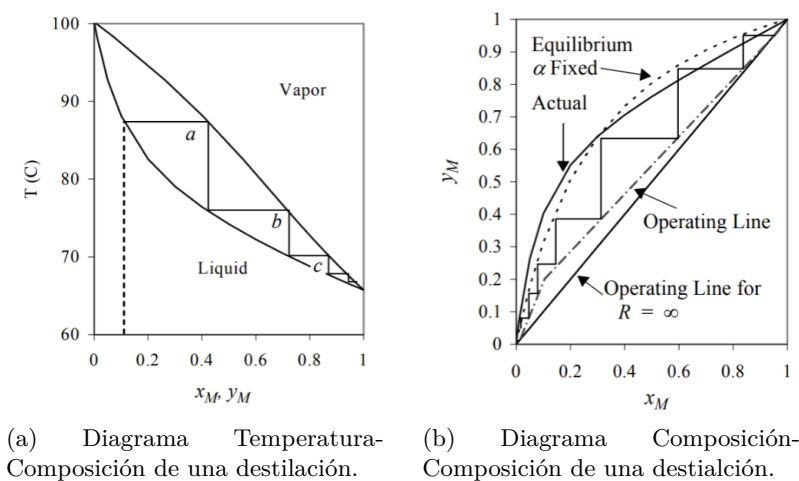 100
90
80
70
60
T (C)
Vapor
a
b
c
Liquid
0 0.2 0.4 0.6 0.8 1
x_M, y_M
(a) Diagrama Temperatura-
Composición de una destilación.
1
0.9
0.8
0.7
0.6
0.5
0.4
0.3
0.2
0.1
0
y_M
Equilibrium
α Fixed
Actual
Operating Line
Operating Line for
R = ∞
0 0.2 0.4 0.6 0.8 1
x_M
(b) Diagrama Composición-
Composición de una destialción.